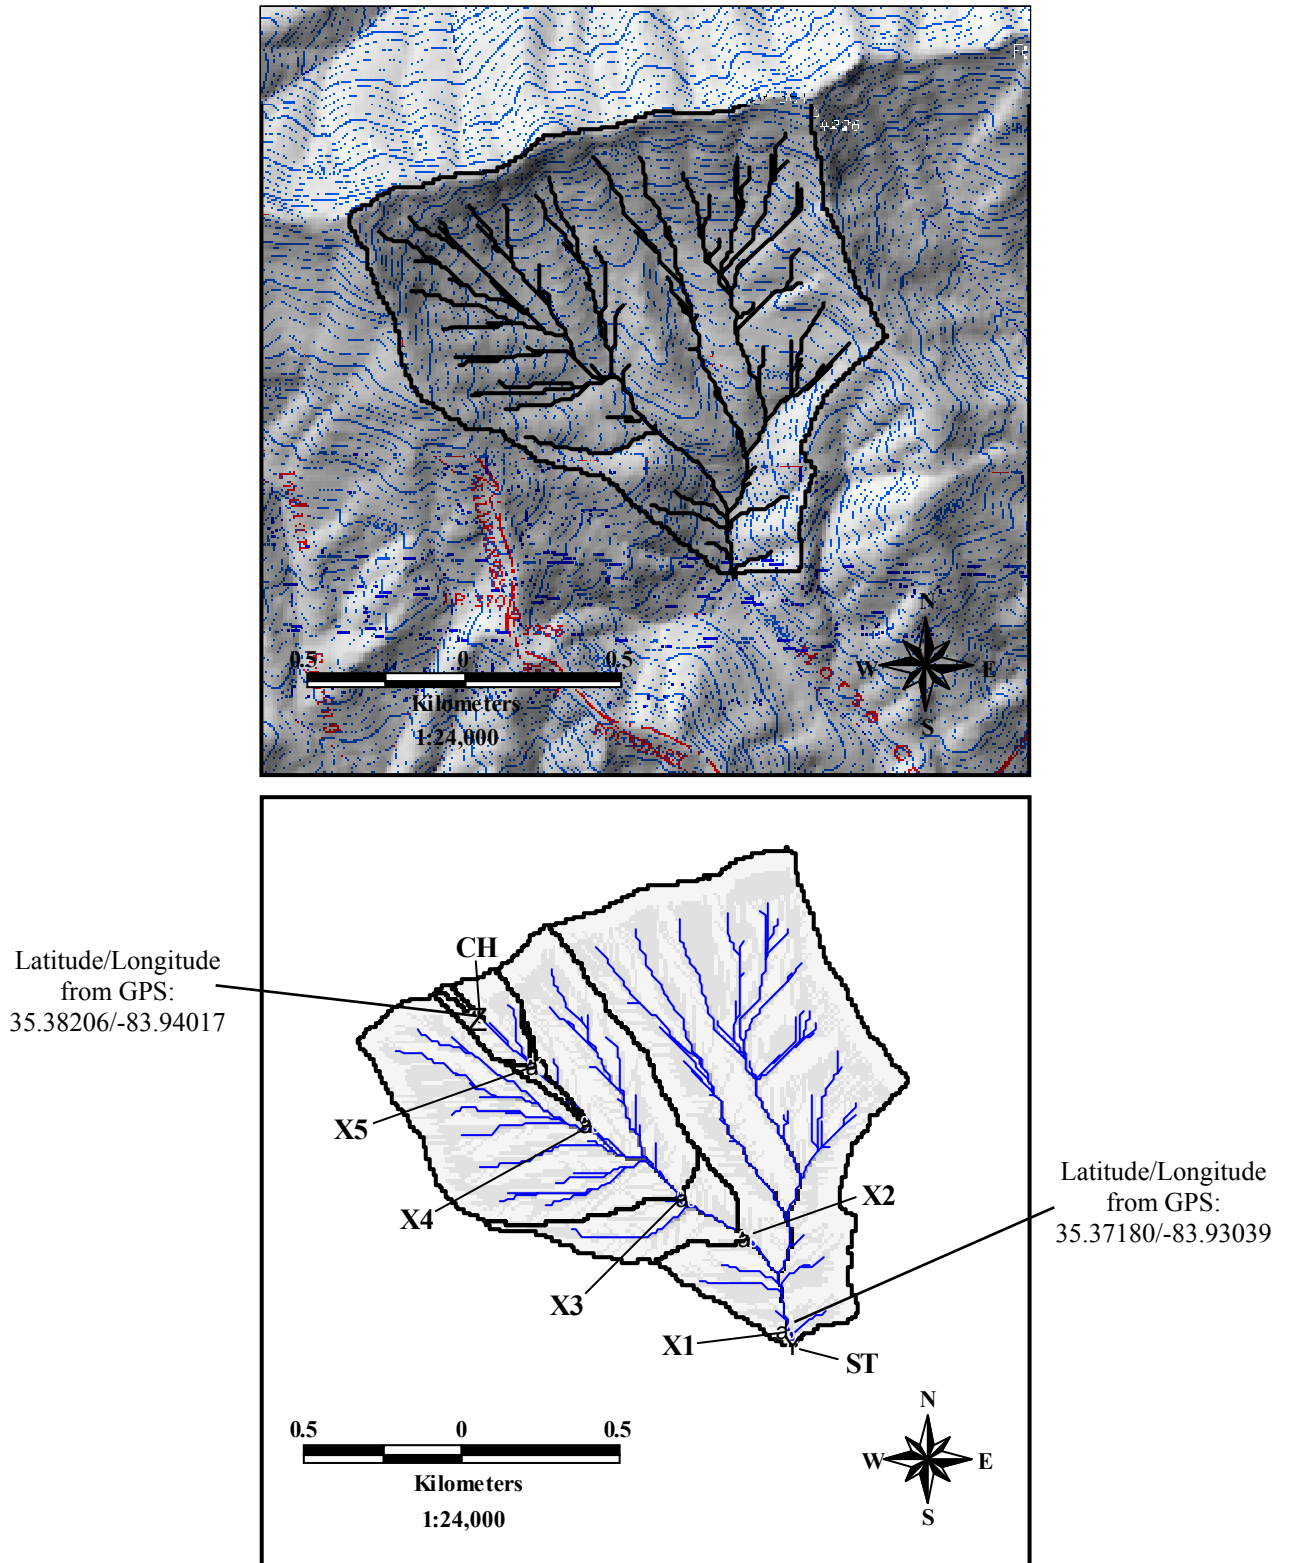 4226
N
W E
S
0.5 0 0.5
Kilometers
1:24,000
BOUNDARY
CH
Latitude/Longitude
from GPS:
35.38206/-83.94017
X5
X4
X3
X2
X1
ST
Latitude/Longitude
from GPS:
35.37180/-83.93039
0.5 0 0.5
Kilometers
1:24,000
N
W E
S